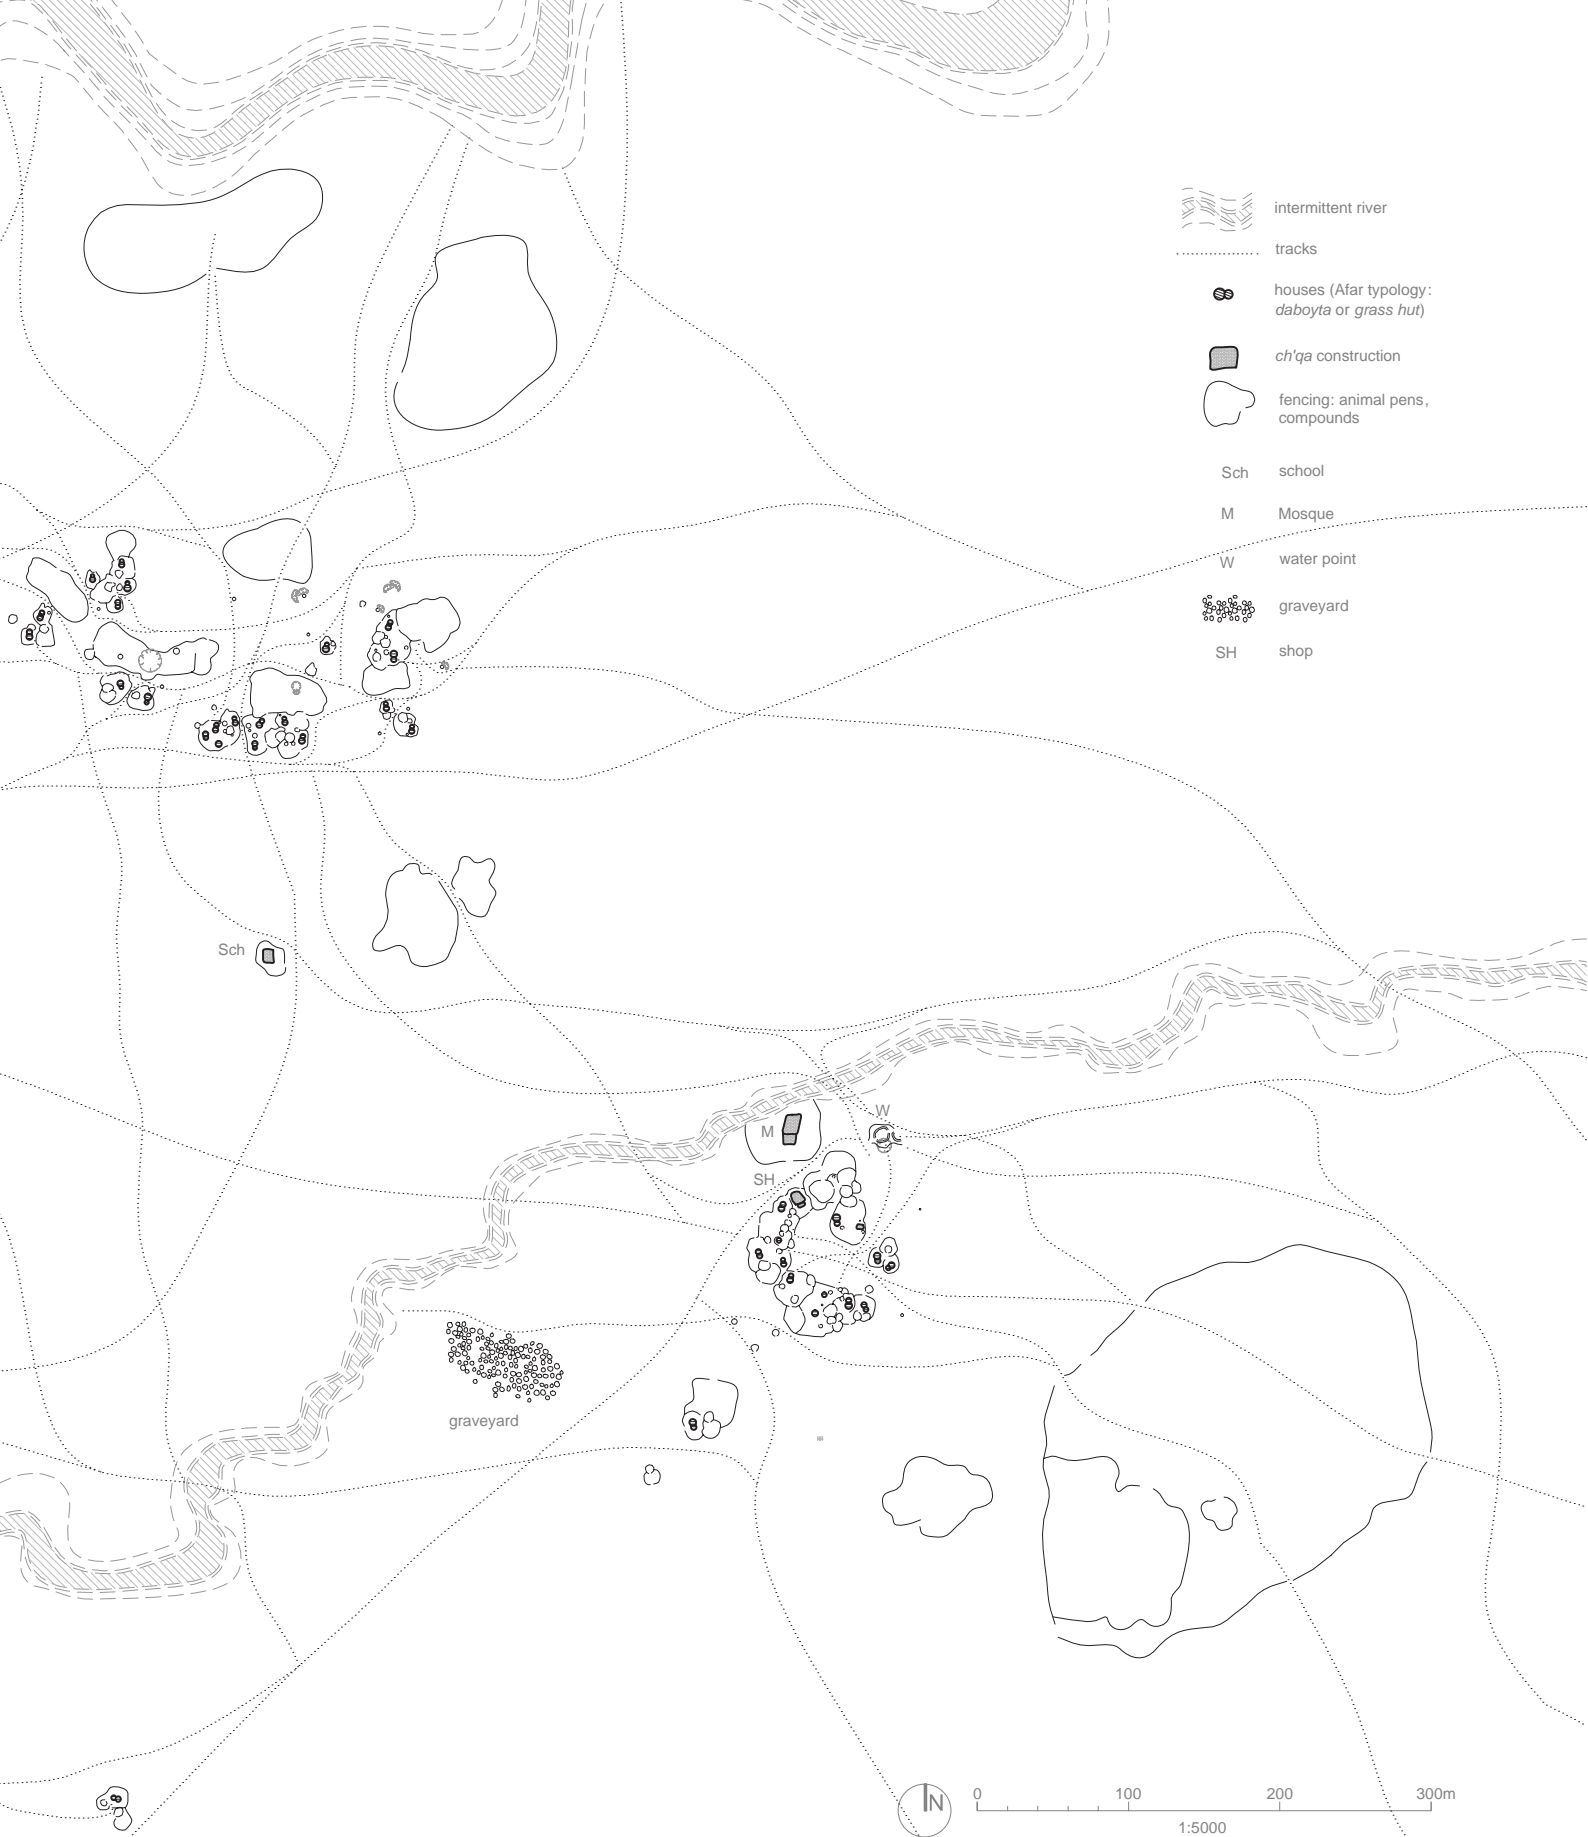 intermittent river
tracks
houses (Afar typology:
daboyta or grass hut)
ch'qa construction
fencing: animal pens,
compounds
Sch school
M Mosque
W water point
graveyard
SH shop
Sch
W
M
SH
graveyard
N
0 100 200 300m
1:5000